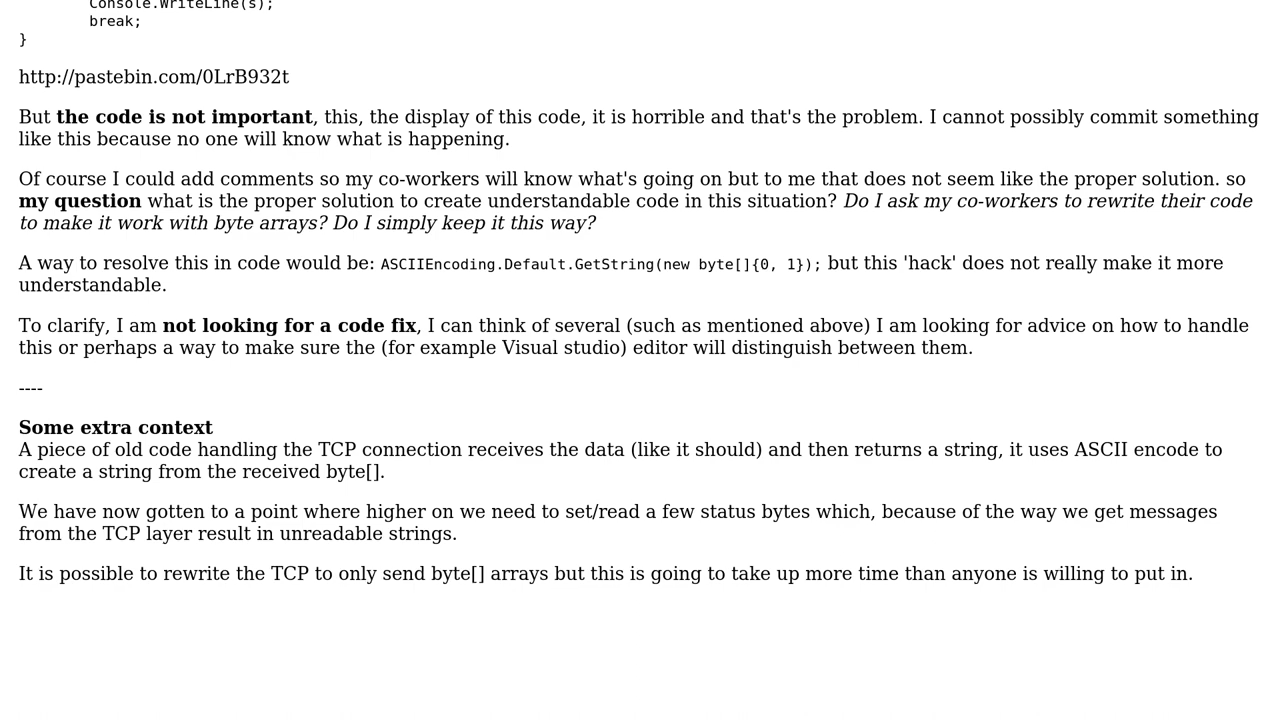 Console.WriteLine(s);
break;
}
http://pastebin.com/0LrB932t
But the code is not important, this, the display of this code, it is horrible and that's the problem. I cannot possibly commit something
like this because no one will know what is happening.
Of course I could add comments so my co-workers will know what's going on but to me that does not seem like the proper solution. so
my question what is the proper solution to create understandable code in this situation? Do I ask my co-workers to rewrite their code
to make it work with byte arrays? Do I simply keep it this way?
A way to resolve this in code would be: ASCIIEncoding.Default.GetString(new byte[]{0, 1}); but this 'hack' does not really make it more
understandable.
To clarify, I am not looking for a code fix, I can think of several (such as mentioned above) I am looking for advice on how to handle
this or perhaps a way to make sure the (for example Visual studio) editor will distinguish between them.
----
Some extra context
A piece of old code handling the TCP connection receives the data (like it should) and then returns a string, it uses ASCII encode to
create a string from the received byte[].
We have now gotten to a point where higher on we need to set/read a few status bytes which, because of the way we get messages
from the TCP layer result in unreadable strings.
It is possible to rewrite the TCP to only send byte[] arrays but this is going to take up more time than anyone is willing to put in.